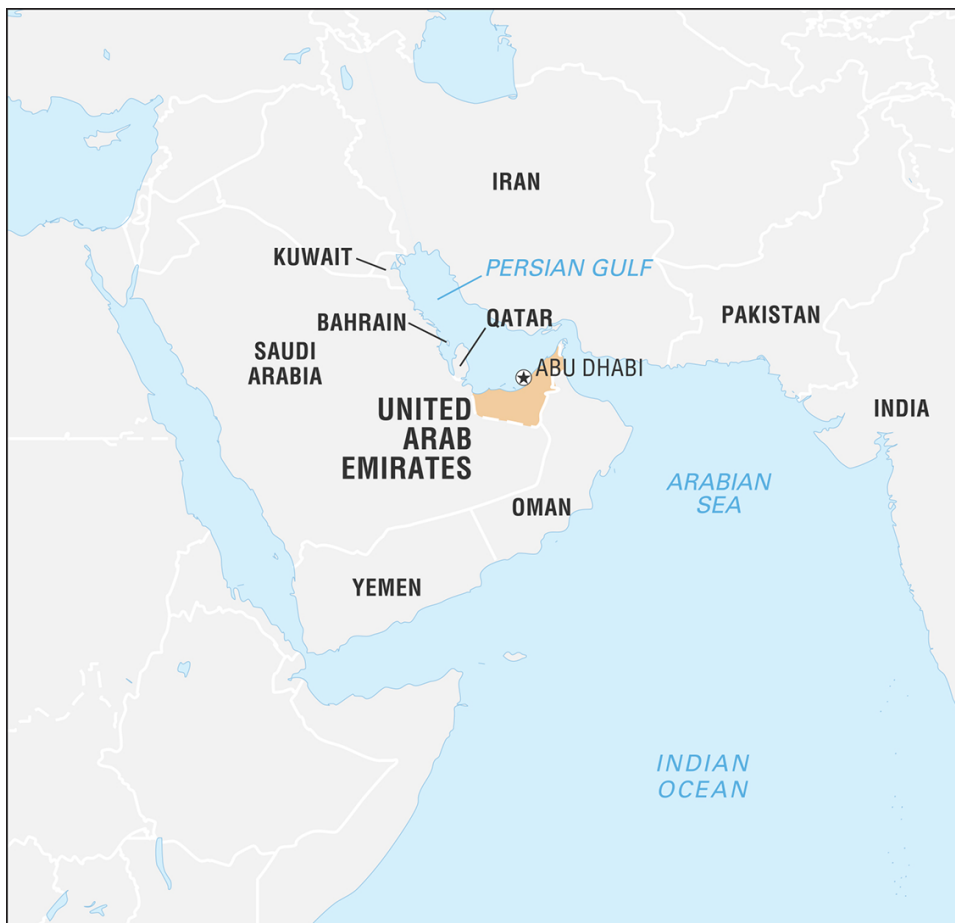 IRAN
KUWAIT
PERSIAN GULF
BAHRAIN
QATAR
PAKISTAN
SAUDI
ARABIA
ABU DHABI
UNITED
ARAB
EMIRATES
INDIA
ARABIAN
SEA
OMAN
YEMEN
INDIAN
OCEAN